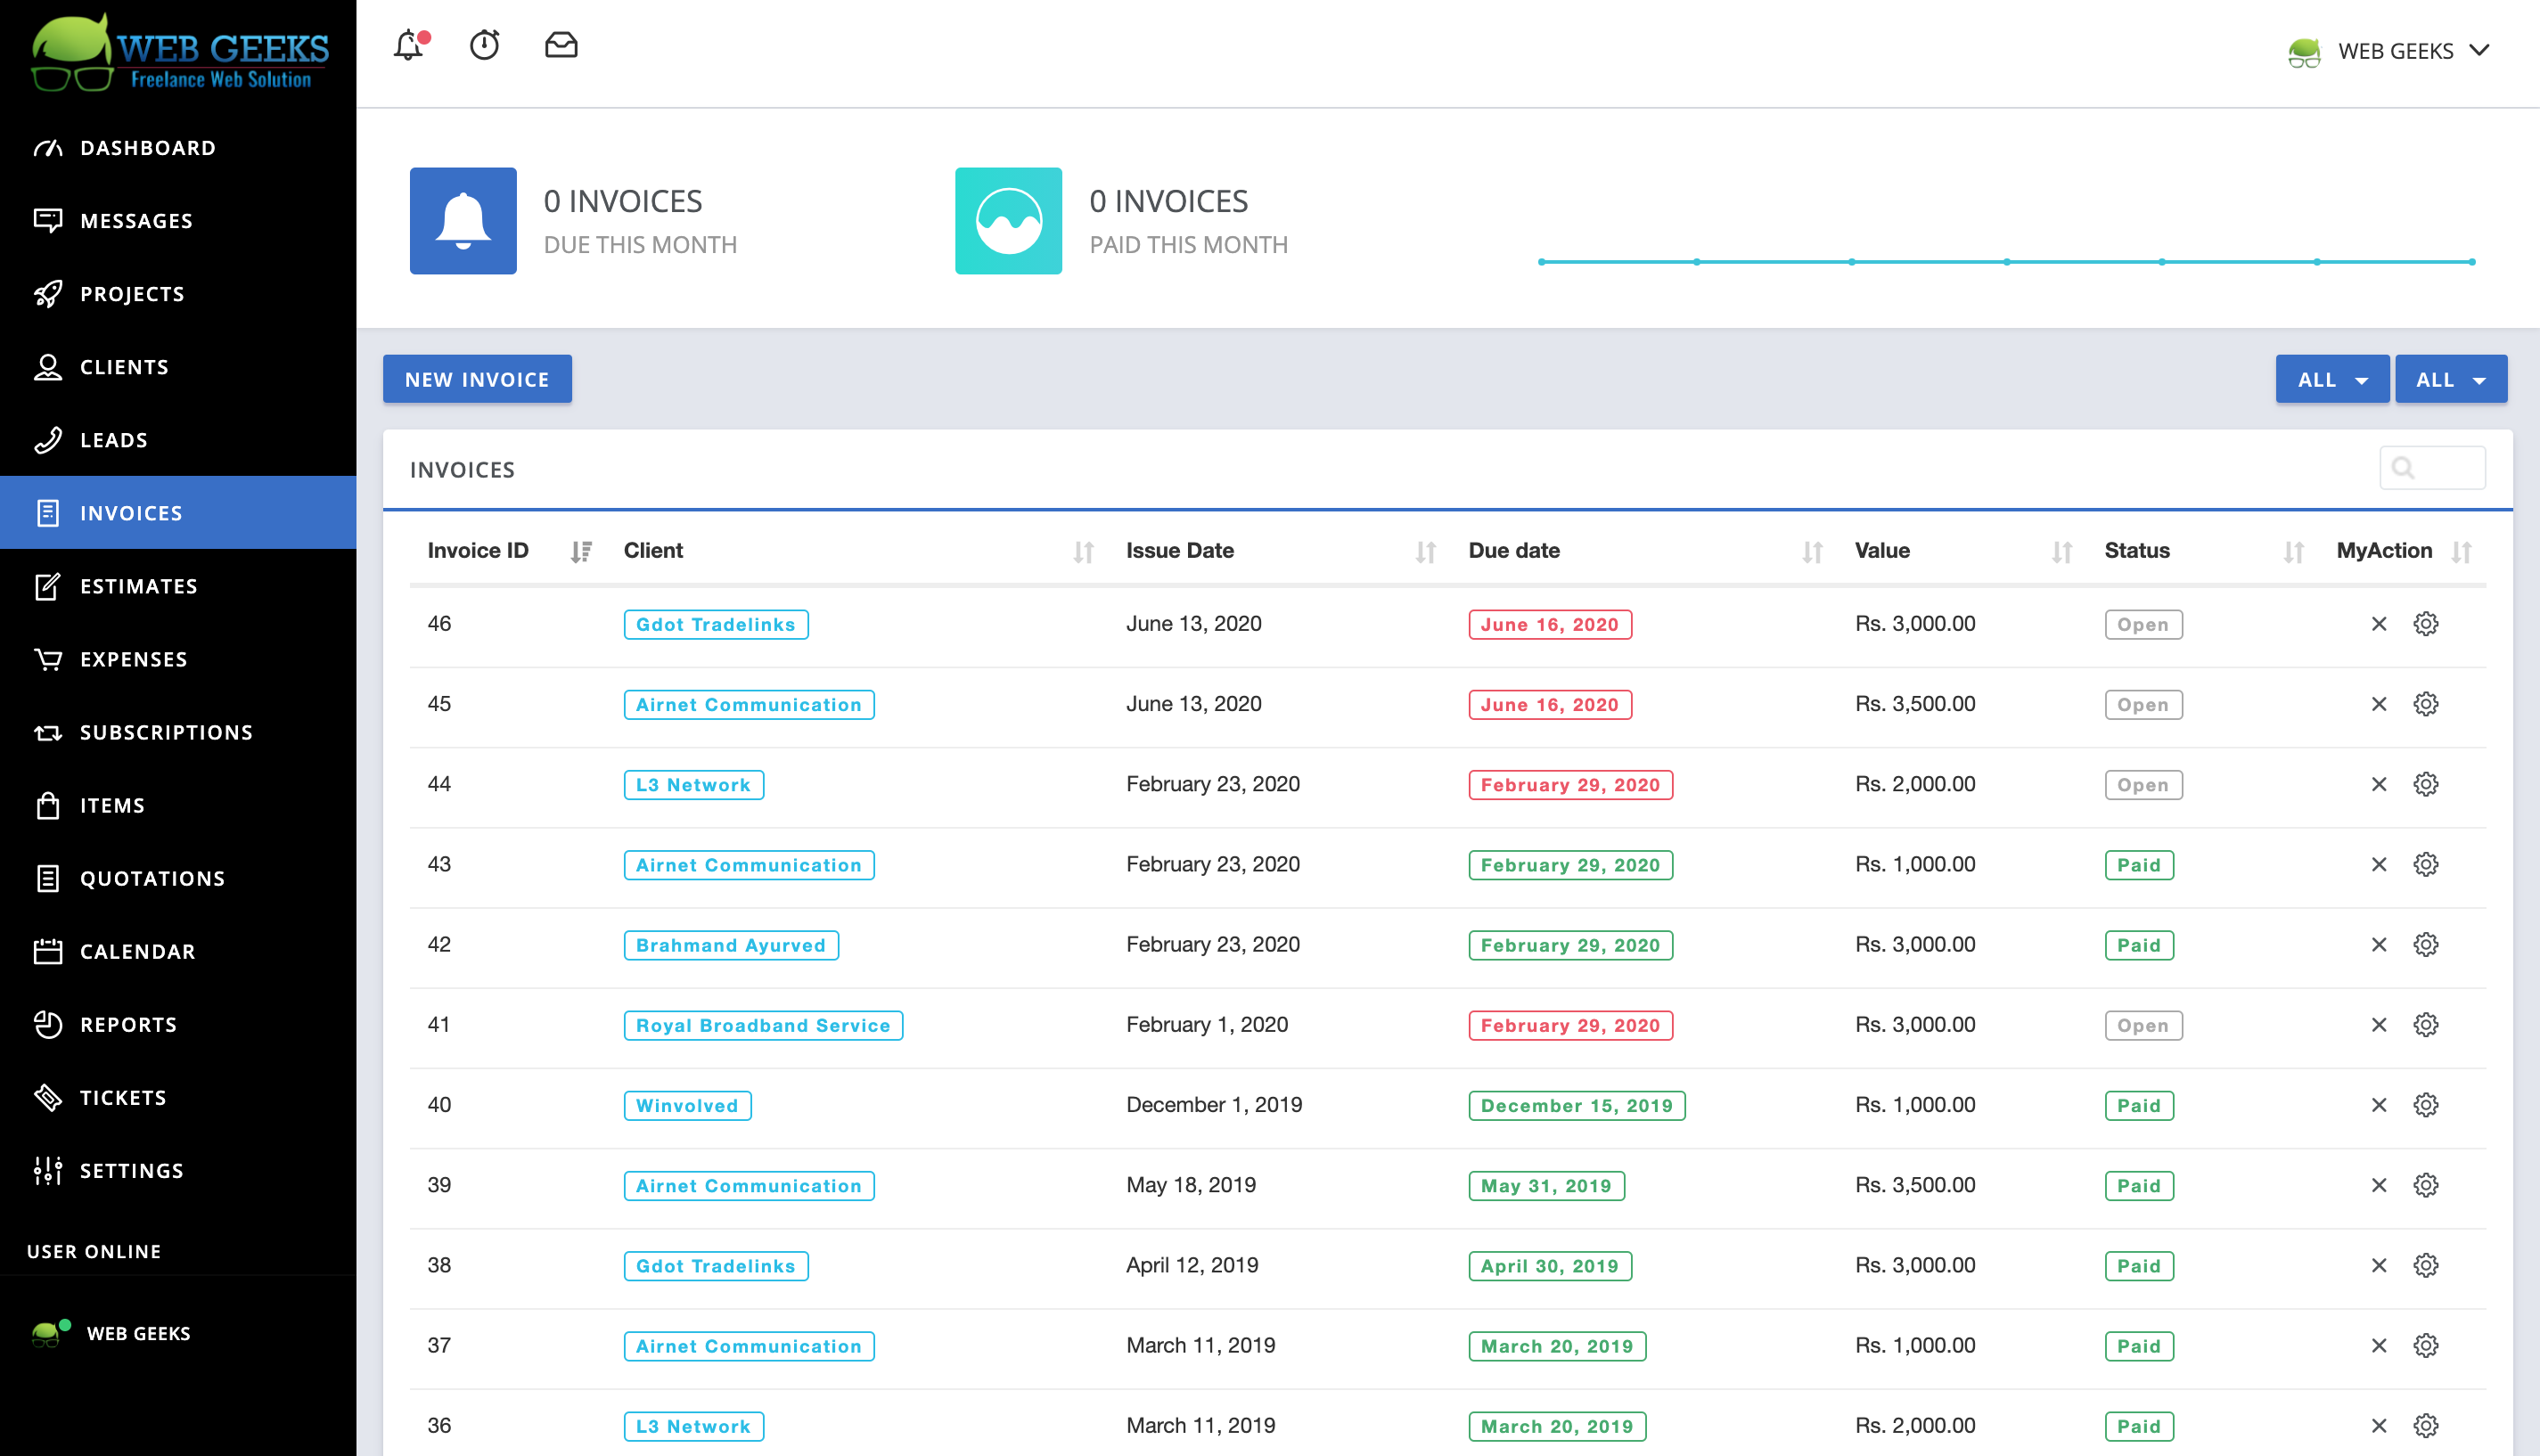 WEB GEEKS
Freelance Web Solution
WEB GEEKS
DASHBOARD
MESSAGES
PROJECTS
CLIENTS
LEADS
INVOICES
ESTIMATES
EXPENSES
SUBSCRIPTIONS
ITEMS
QUOTATIONS
CALENDAR
REPORTS
TICKETS
SETTINGS
USER ONLINE
WEB GEEKS
0 INVOICES
DUE THIS MONTH
0 INVOICES
PAID THIS MONTH
NEW INVOICE
ALL ALL
INVOICES
Invoice ID Client Issue Date Due date Value Status MyAction
46 Gdot Tradelinks June 13, 2020 June 16, 2020 Rs. 3,000.00 Open
45 Airnet Communication June 13, 2020 June 16, 2020 Rs. 3,500.00 Open
44 L3 Network February 23, 2020 February 29, 2020 Rs. 2,000.00 Open
43 Airnet Communication February 23, 2020 February 29, 2020 Rs. 1,000.00 Paid
42 Brahmand Ayurved February 23, 2020 February 29, 2020 Rs. 3,000.00 Paid
41 Royal Broadband Service February 1, 2020 February 29, 2020 Rs. 3,000.00 Open
40 Winvolved December 1, 2019 December 15, 2019 Rs. 1,000.00 Paid
39 Airnet Communication May 18, 2019 May 31, 2019 Rs. 3,500.00 Paid
38 Gdot Tradelinks April 12, 2019 April 30, 2019 Rs. 3,000.00 Paid
37 Airnet Communication March 11, 2019 March 20, 2019 Rs. 1,000.00 Paid
36 L3 Network March 11, 2019 March 20, 2019 Rs. 2,000.00 Paid